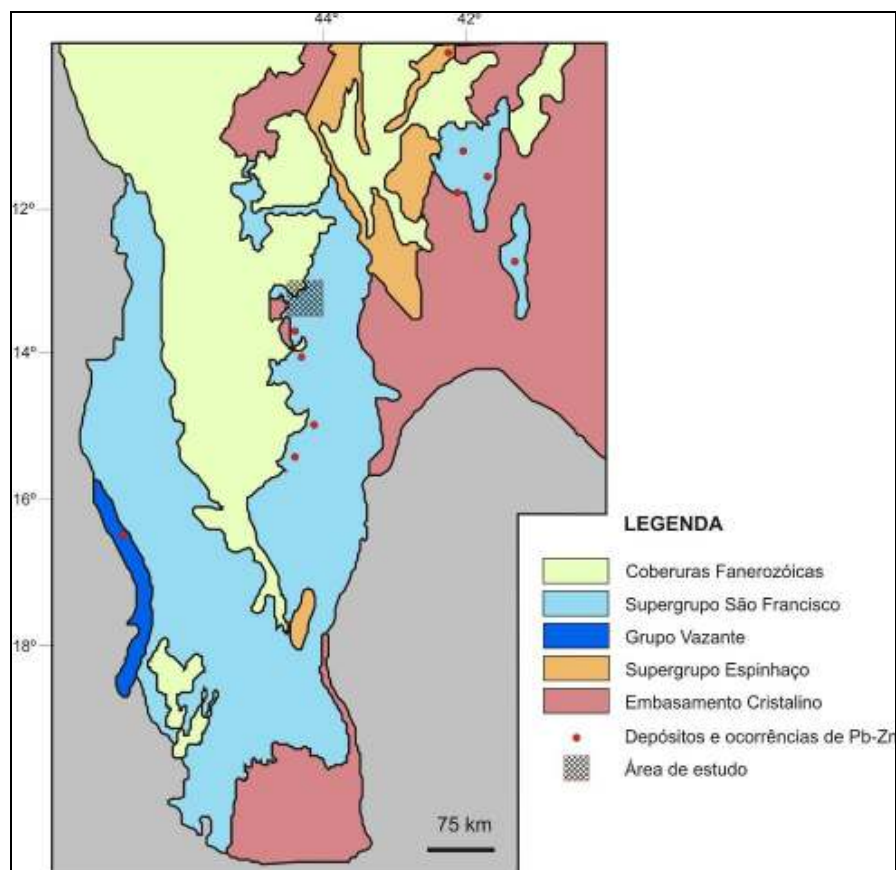 44° 42°
12°
14°
16°
18°
LEGENDA
Coberuras Fanerozóicas
Supergrupo São Francisco
Grupo Vazante
Supergrupo Espinhaço
Embasamento Cristalino
Depósitos e ocorrências de Pb-Zn
Área de estudo
75 km